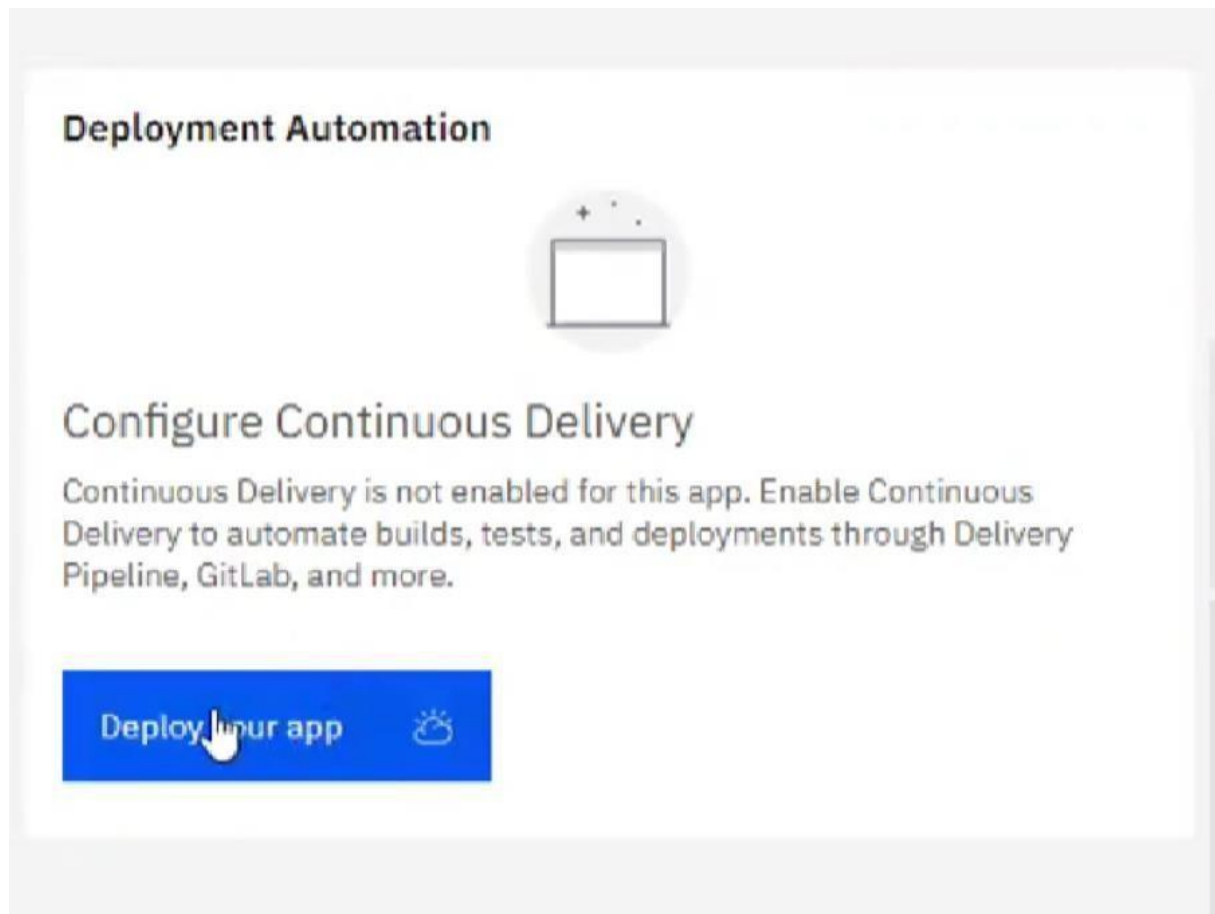 Deployment Automation
Configure Continuous Delivery
Continuous Delivery is not enabled for this app. Enable Continuous
Delivery to automate builds, tests, and deployments through Delivery
Pipeline, GitLab, and more.
Deploy your app